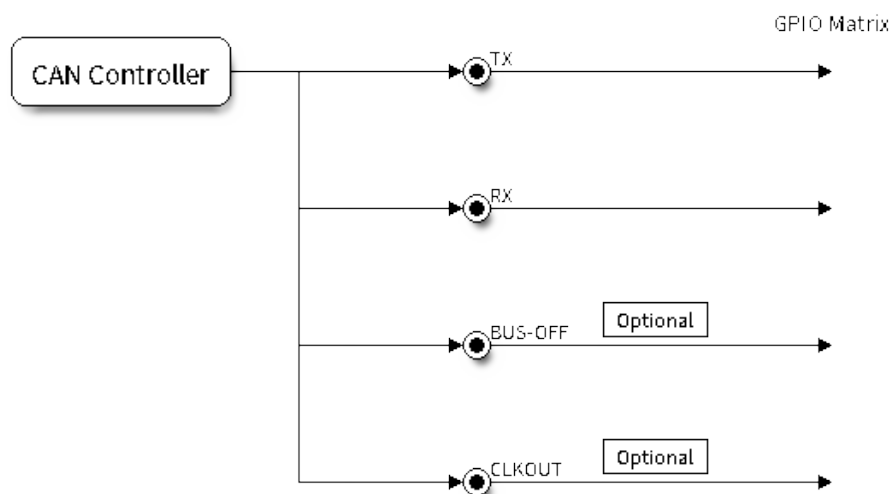 GPIO Matrix
CAN Controller
TX
RX
BUS-OFF
Optional
CLKOUT
Optional